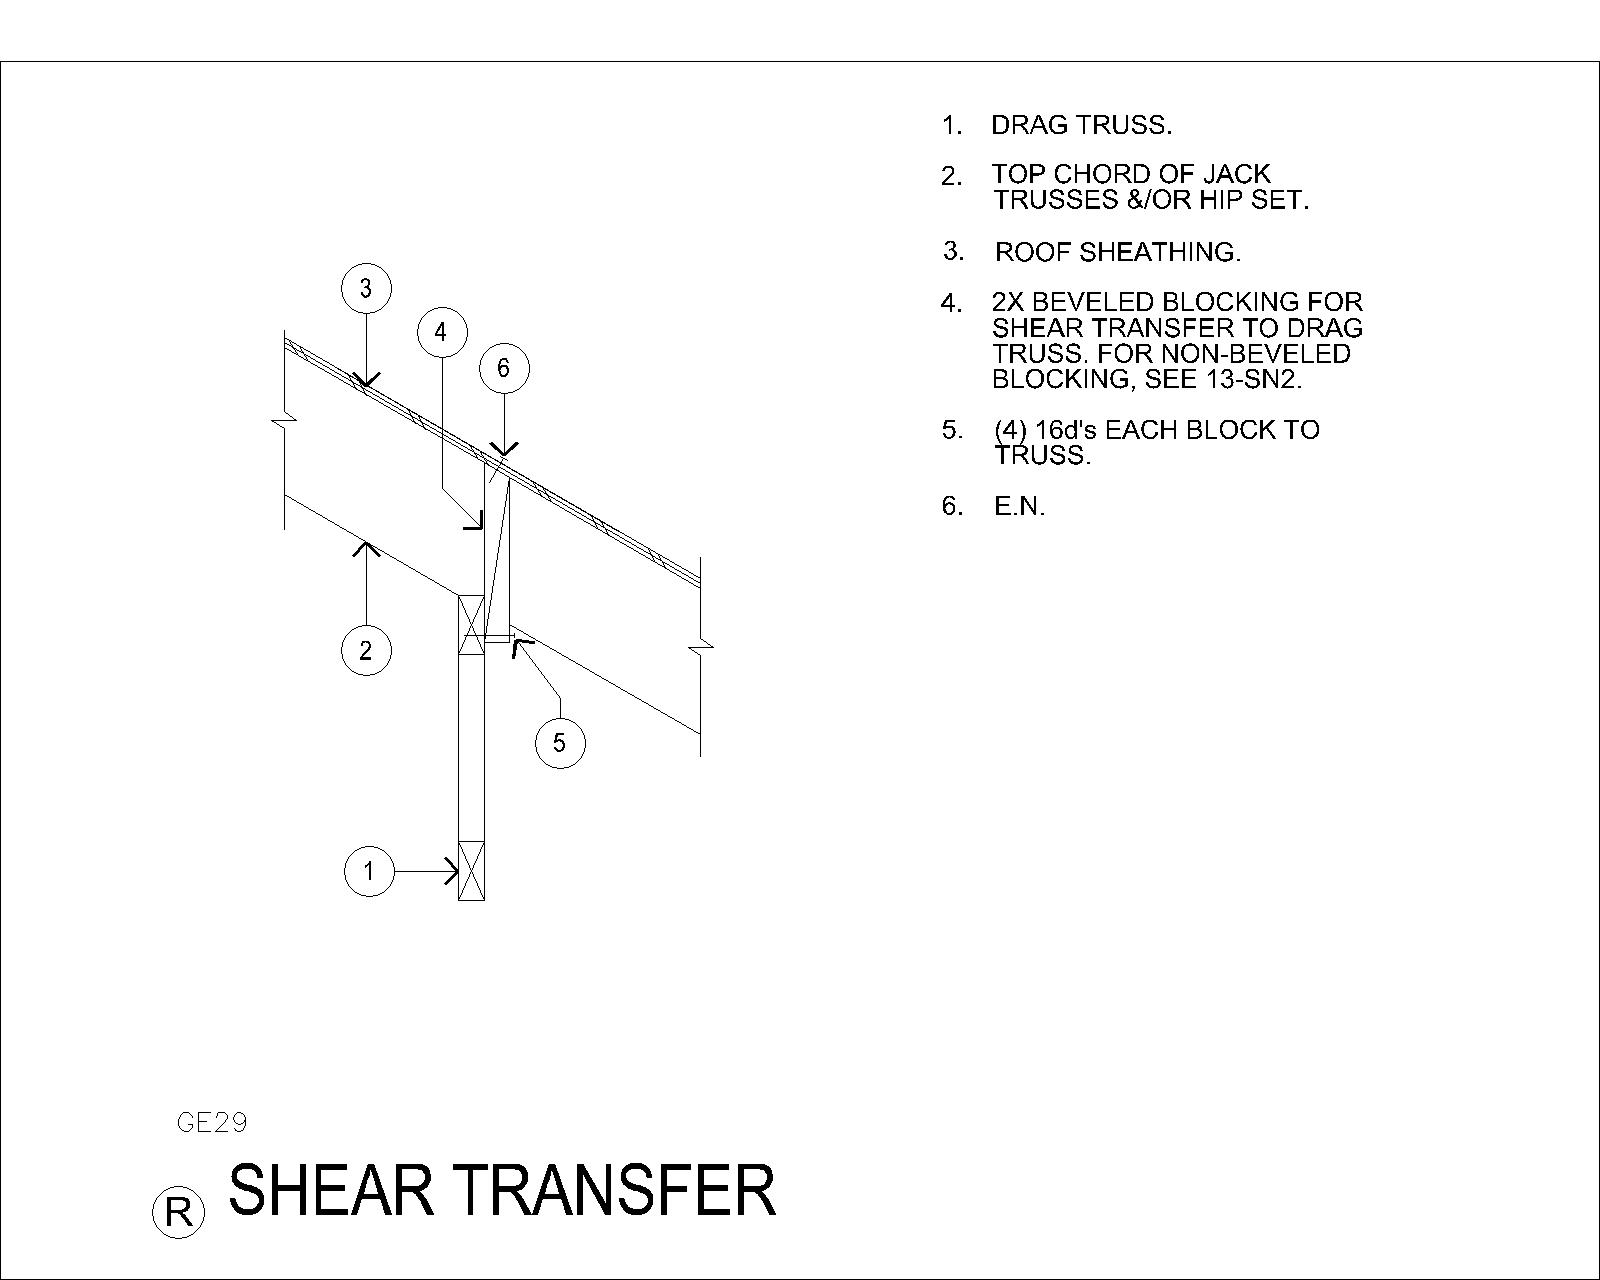 1. DRAG TRUSS.
2. TOP CHORD OF JACK
TRUSSES &/OR HIP SET.
3. ROOF SHEATHING.
4. 2X BEVELED BLOCKING FOR
SHEAR TRANSFER TO DRAG
TRUSS. FOR NON-BEVELED
BLOCKING, SEE 13-SN2.
5. (4) 16d's EACH BLOCK TO
TRUSS.
6. E.N.
3
4
6
2
5
1
GE29
R SHEAR TRANSFER